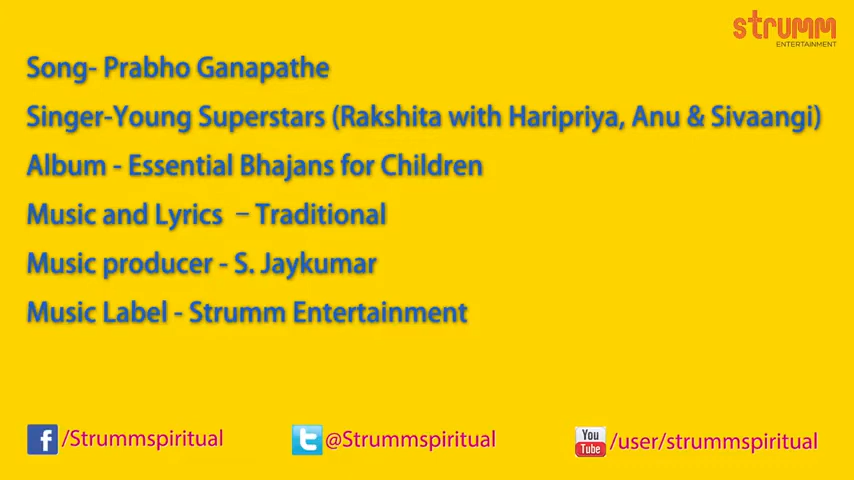 strumm
ENTERTAINMENT
Song- Prabho Ganapathe
Singer-Young Superstars (Rakshita with Haripriya, Anu & Sivaangi)
Album - Essential Bhajans for Children
Music and Lyrics – Traditional
Music producer - S. Jaykumar
Music Label - Strumm Entertainment
f /Strummspiritual
t @Strummspiritual
You Tube /user/strummspiritual